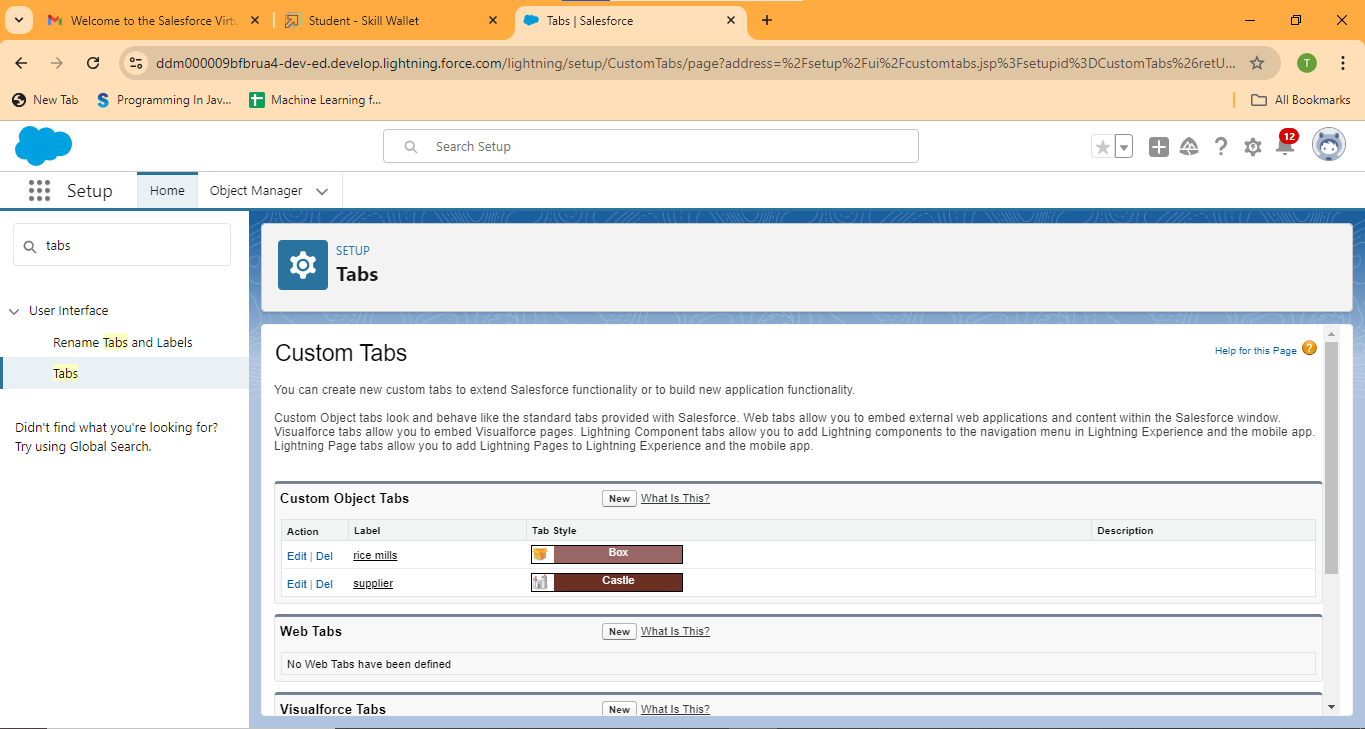 Welcome to the Salesforce Virtu
Student - Skill Wallet
Tabs | Salesforce
ddm000009bfbrua4-dev-ed.develop.lightning.force.com/lightning/setup/CustomTabs/page?address=%2Fsetup%2Fui%2Fcustomtabs.jsp%3Fsetupid%3DCustomTabs%26retU...
T
New Tab
Programming In Jav...
Machine Learning f...
All Bookmarks
Search Setup
12
Setup
Home
Object Manager
tabs
User Interface
Rename Tabs and Labels
Tabs
Didn't find what you're looking for?
Try using Global Search.
SETUP
Tabs
Custom Tabs
Help for this Page
You can create new custom tabs to extend Salesforce functionality or to build new application functionality.
Custom Object tabs look and behave like the standard tabs provided with Salesforce. Web tabs allow you to embed external web applications and content within the Salesforce window.
Visualforce tabs allow you to embed Visualforce pages. Lightning Component tabs allow you to add Lightning components to the navigation menu in Lightning Experience and the mobile app.
Lightning Page tabs allow you to add Lightning Pages to Lightning Experience and the mobile app.
Custom Object Tabs New What Is This?
Action Label Tab Style Description
Edit | Del rice mills Box
Edit | Del supplier Castle
Web Tabs New What Is This?
No Web Tabs have been defined
Visualforce Tabs New What Is This?